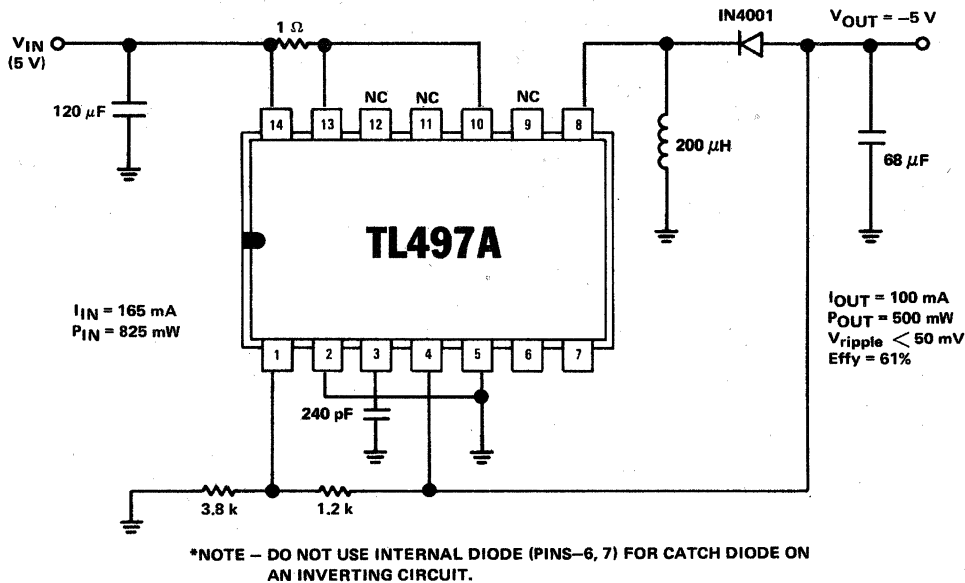 1 Ω
IN4001
VOUT = −5 V
VIN
(5 V)
120 µF
NC
NC
NC
14
13
12
11
10
9
8
200 µH
68 µF
TL497A
IIN = 165 mA
PIN = 825 mW
IOUT = 100 mA
POUT = 500 mW
Vripple < 50 mV
Effy = 61%
1
2
3
4
5
6
7
240 pF
3.8 k
1.2 k
*NOTE – DO NOT USE INTERNAL DIODE (PINS–6, 7) FOR CATCH DIODE ON
AN INVERTING CIRCUIT.